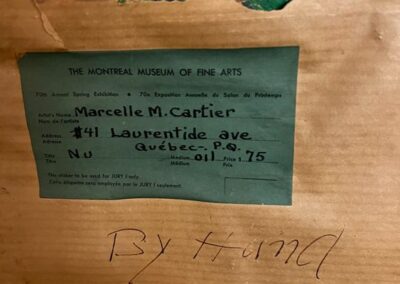 THE MONTREAL MUSEUM OF FINE ARTS
70th Annual Spring Exhibition • 70e Exposition Annuelle du Salon du Printemps
Artist's Name Marcelle M. Cartier
Nom de l'artiste
Address #41 Laurentide ave
Adresse Québec-. P.Q.
Title Nu Medium oil Price $ 75
Titre Médium Prix
This sticker to be used for JURY 1 only.
Cette étiquette sera employée par le JURY 1 seulement.
By Hand